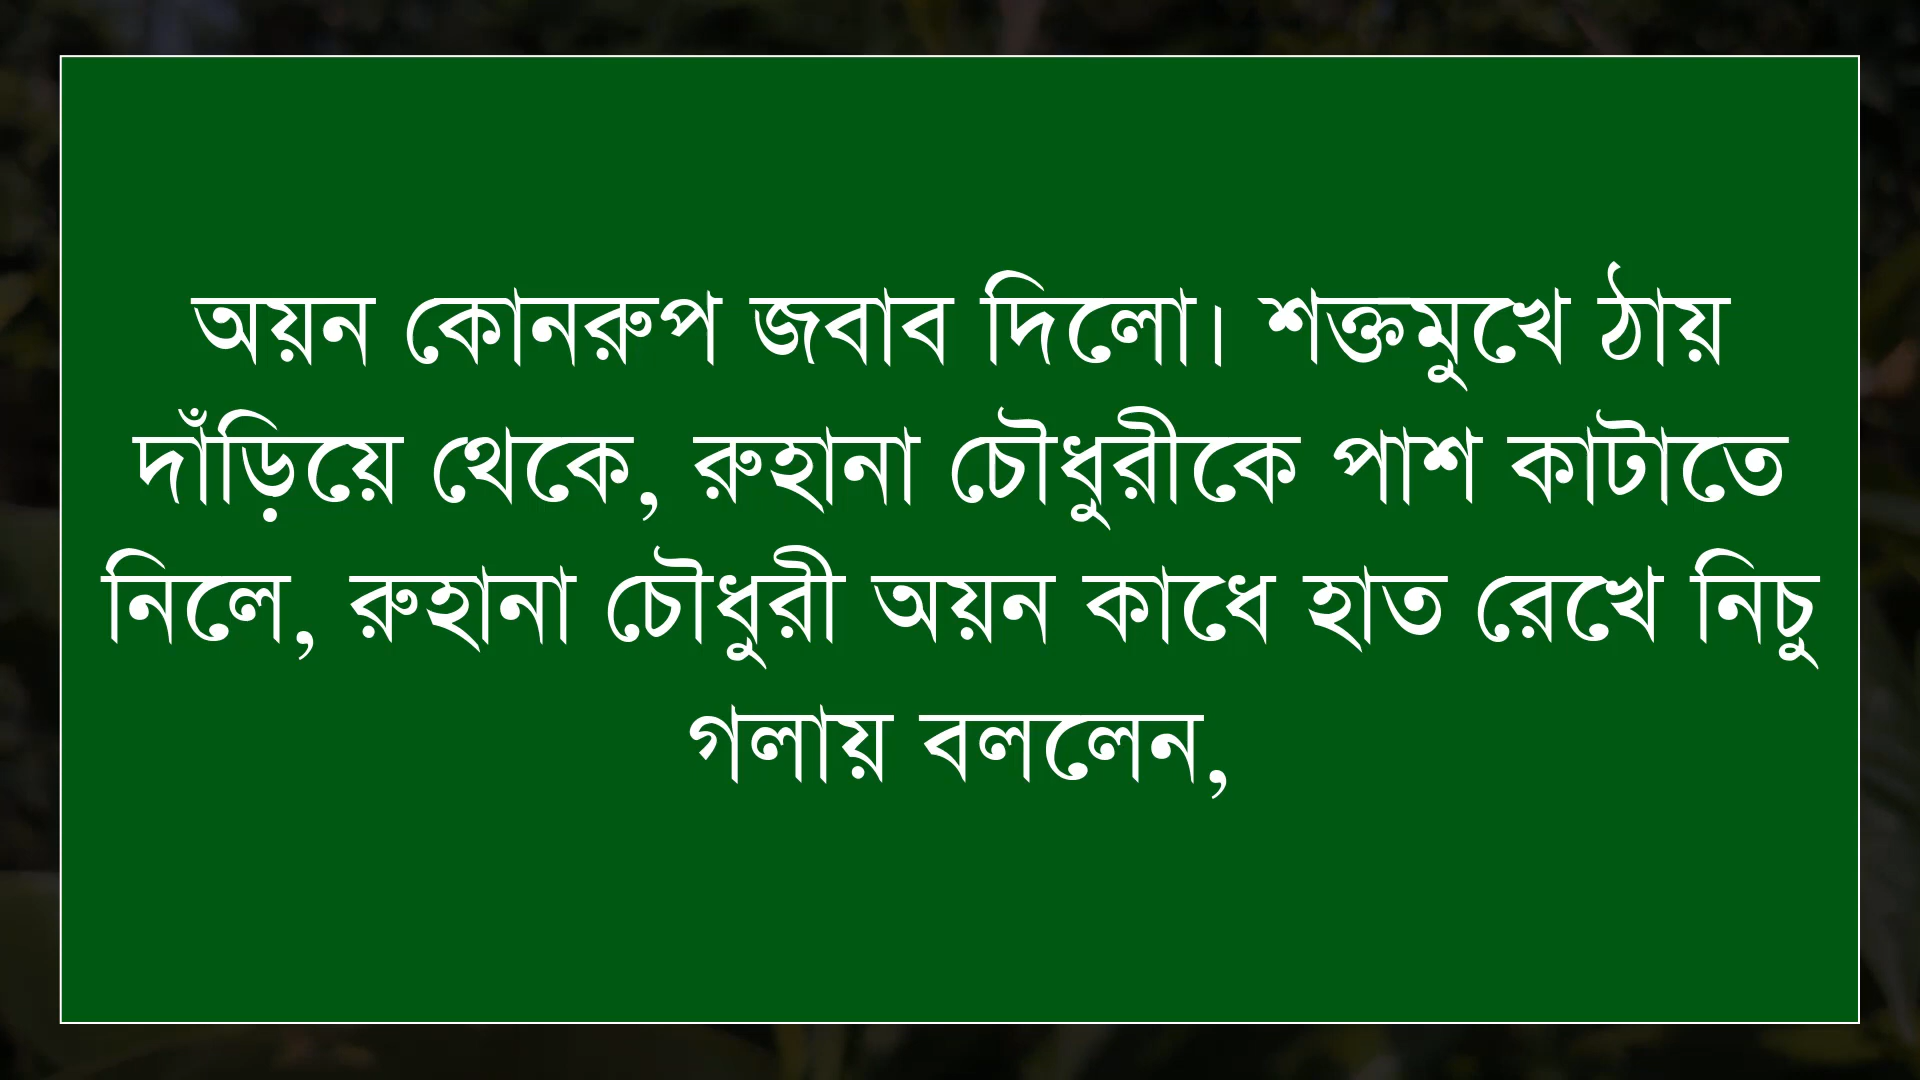 অয়ন কোনরুপ জবাব দিলো। শক্তমুখে ঠায়
দাঁড়িয়ে থেকে, রুহানা চৌধুরীকে পাশ কাটাতে
নিলে, রুহানা চৌধুরী অয়ন কাধে হাত রেখে নিচু
গলায় বললেন,